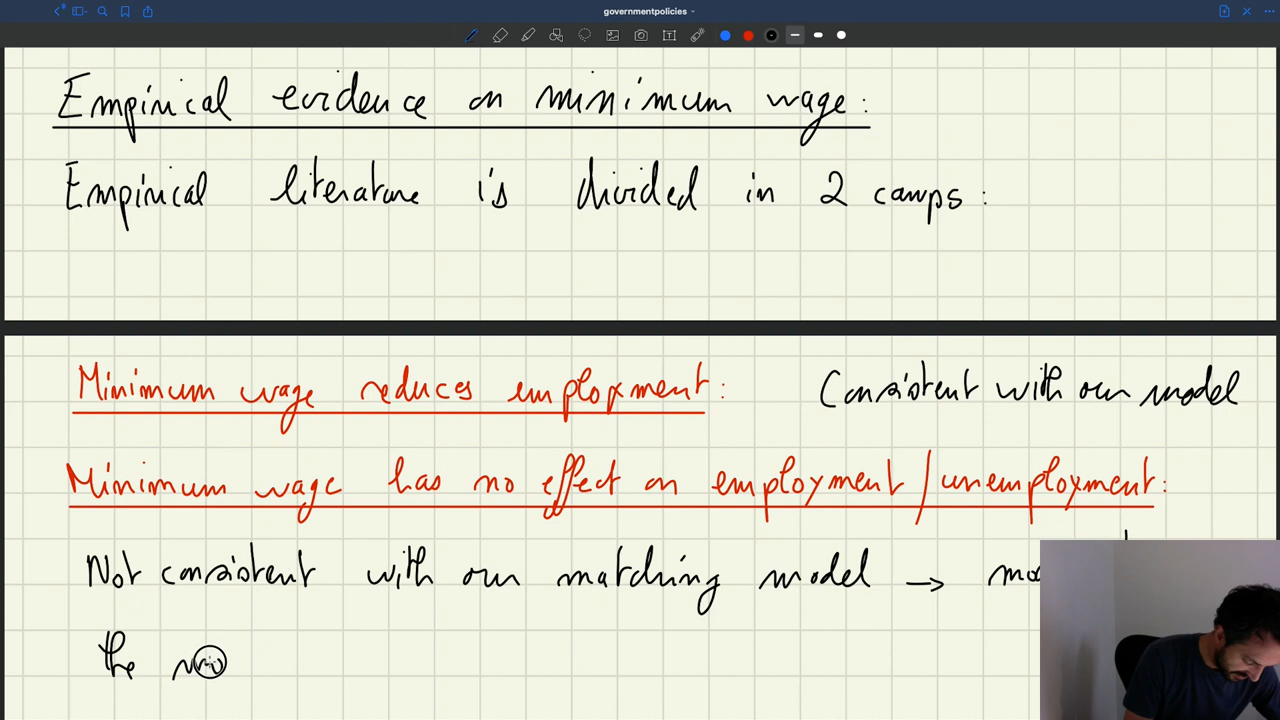 governmentpolicies
Empirical evidence on minimum wage:
Empirical literature is divided in 2 camps:
Minimum wage reduces employment: Consistent with our model
Minimum wage has no effect on employment/unemployment:
Not consistent with our matching model →
the